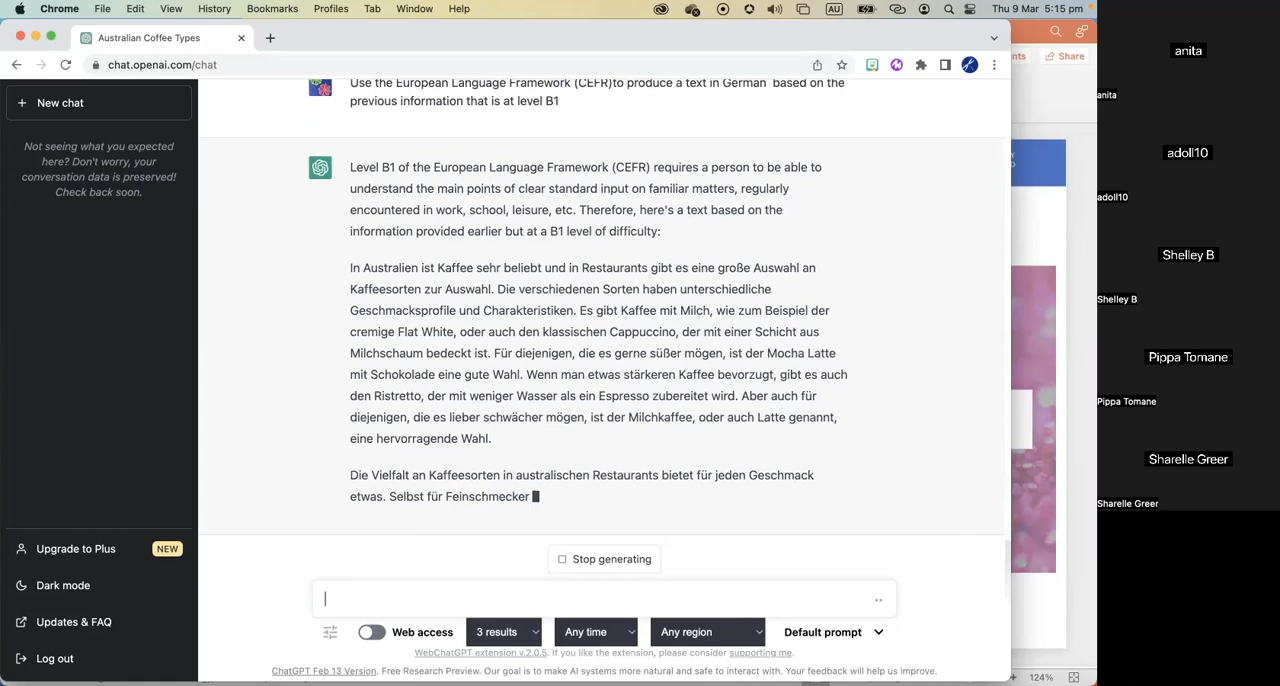 Chrome File Edit View History Bookmarks Profiles Tab Window Help AU Thu 9 Mar 5:15 pm
Australian Coffee Types
chat.openai.com/chat
Share
New chat
Not seeing what you expected
here? Don't worry, your
conversation data is preserved!
Check back soon.
Use the European Language Framework (CEFR)to produce a text in German based on the
previous information that is at level B1
Level B1 of the European Language Framework (CEFR) requires a person to be able to
understand the main points of clear standard input on familiar matters, regularly
encountered in work, school, leisure, etc. Therefore, here's a text based on the
information provided earlier but at a B1 level of difficulty:
In Australien ist Kaffee sehr beliebt und in Restaurants gibt es eine große Auswahl an
Kaffeesorten zur Auswahl. Die verschiedenen Sorten haben unterschiedliche
Geschmacksprofile und Charakteristiken. Es gibt Kaffee mit Milch, wie zum Beispiel der
cremige Flat White, oder auch den klassischen Cappuccino, der mit einer Schicht aus
Milchschaum bedeckt ist. Für diejenigen, die es gerne süßer mögen, ist der Mocha Latte
mit Schokolade eine gute Wahl. Wenn man etwas stärkeren Kaffee bevorzugt, gibt es auch
den Ristretto, der mit weniger Wasser als ein Espresso zubereitet wird. Aber auch für
diejenigen, die es lieber schwächer mögen, ist der Milchkaffee, oder auch Latte genannt,
eine hervorragende Wahl.
Die Vielfalt an Kaffeesorten in australischen Restaurants bietet für jeden Geschmack
etwas. Selbst für Feinschmecker
Stop generating
Upgrade to Plus NEW
Dark mode
Updates & FAQ
Log out
Web access 3 results Any time Any region Default prompt
WebChatGPT extension v.2.0.5. If you like the extension, please consider supporting me.
ChatGPT Feb 13 Version. Free Research Preview. Our goal is to make AI systems more natural and safe to interact with. Your feedback will help us improve.
124%
anita
anita
adoll10
adoll10
Shelley B
Shelley B
Pippa Tomane
Pippa Tomane
Sharelle Greer
Sharelle Greer